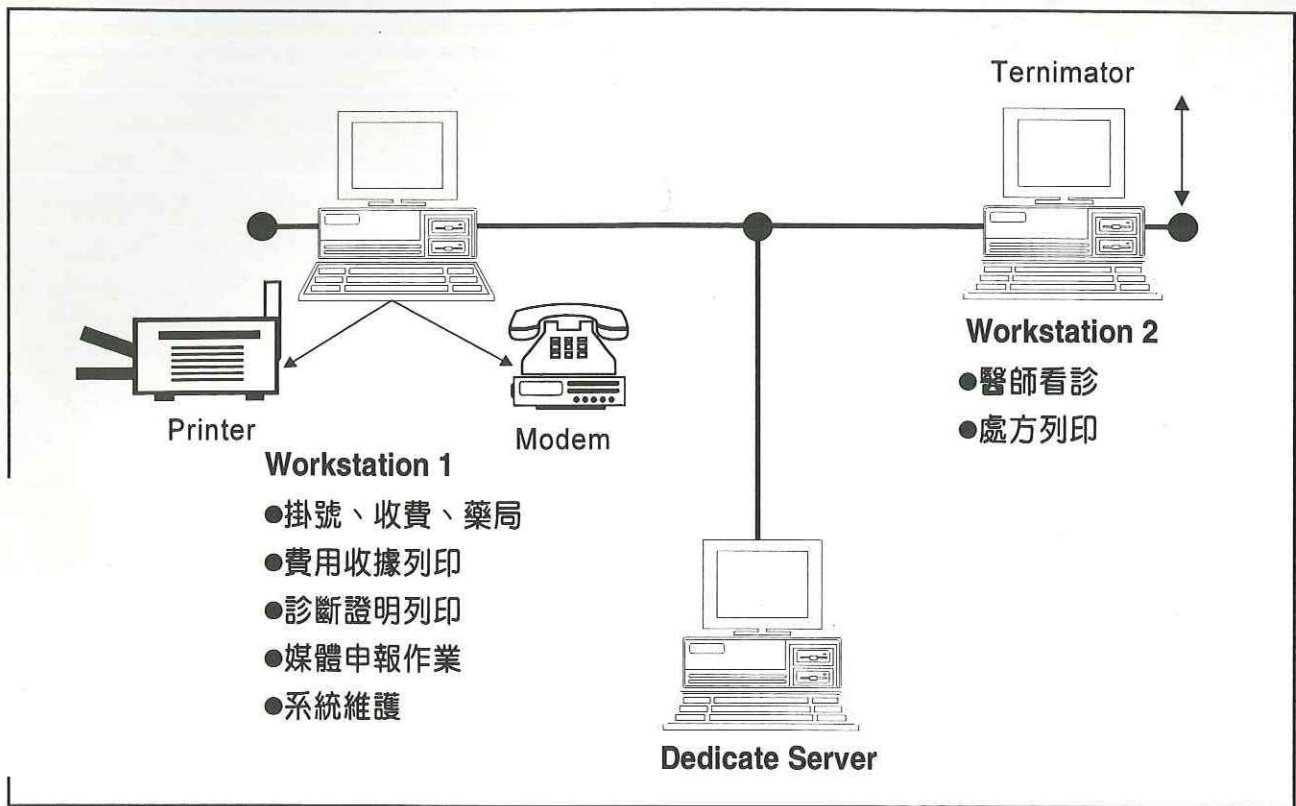 Ternimator
Printer
Modem
Workstation 1
●掛號、收費、藥局
●費用收據列印
●診斷證明列印
●媒體申報作業
●系統維護
Workstation 2
●醫師看診
●處方列印
Dedicate Server